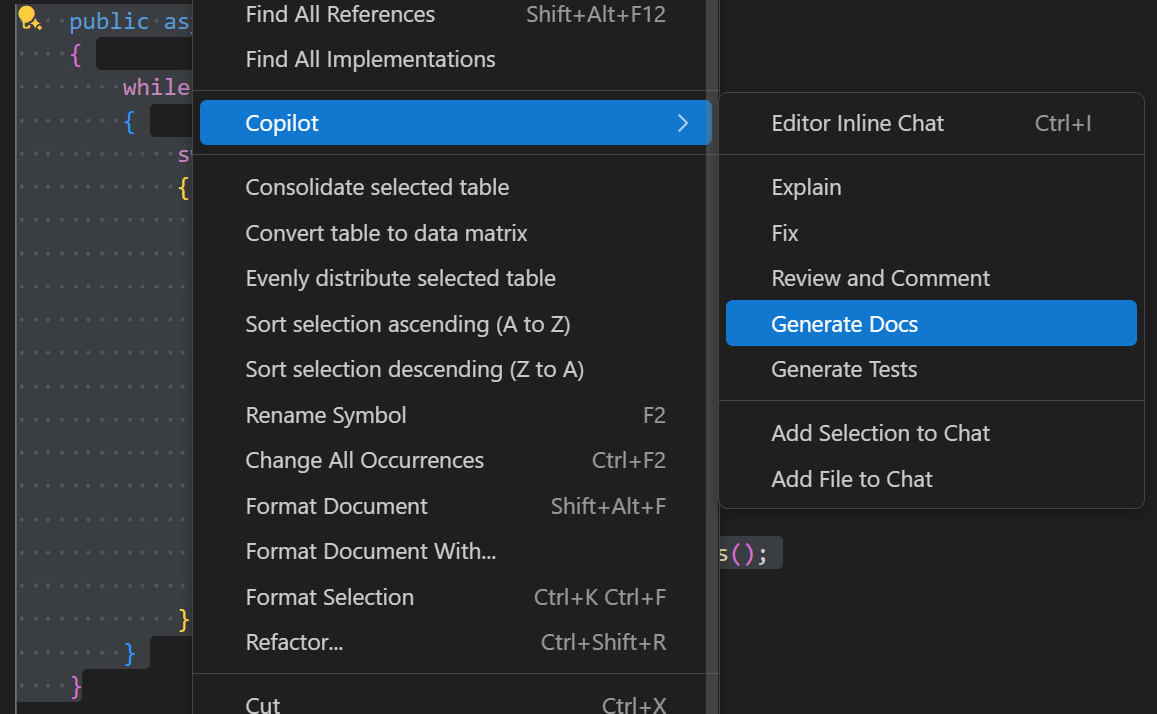 Find All References Shift+Alt+F12
public
{
Find All Implementations
while
Copilot
{
Editor Inline Chat Ctrl+I
Consolidate selected table
{
Explain
Convert table to data matrix
Fix
Evenly distribute selected table
Review and Comment
Sort selection ascending (A to Z)
Generate Docs
Sort selection descending (Z to A)
Generate Tests
Rename Symbol F2
Add Selection to Chat
Change All Occurrences Ctrl+F2
Add File to Chat
Format Document Shift+Alt+F
Format Document With...
s();
Format Selection Ctrl+K Ctrl+F
}
Refactor... Ctrl+Shift+R
}
}
Cut Ctrl+X